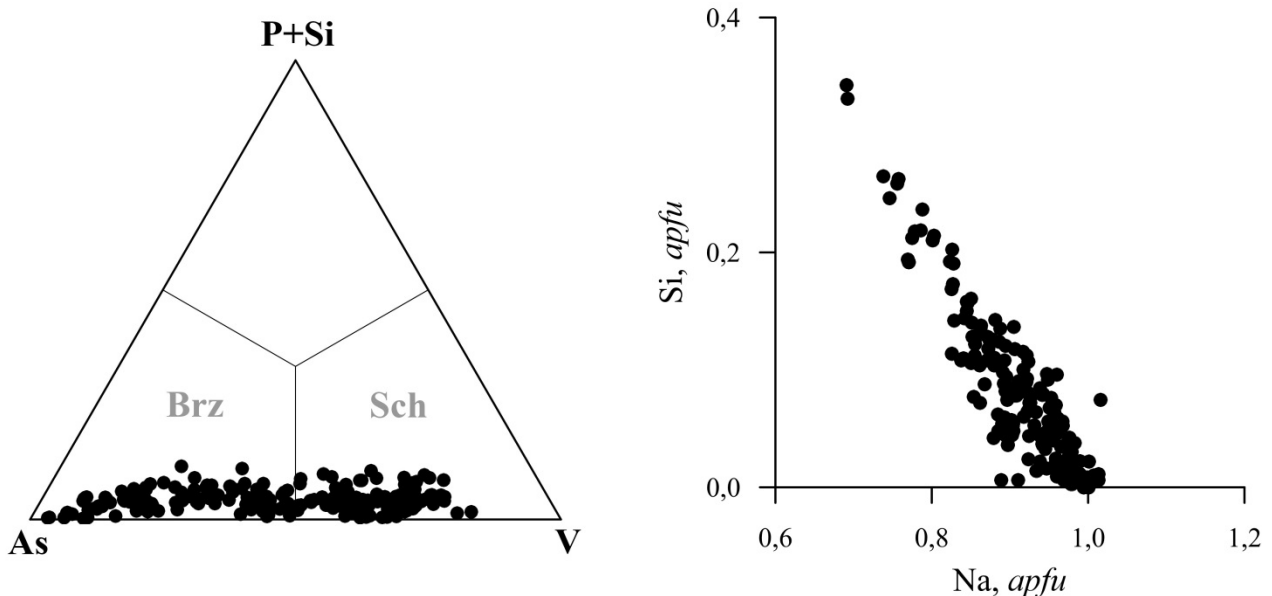 P+Si
Brz
Sch
As
V
0,4
0,2
0,0
Si, apfu
0,6
0,8
1,0
1,2
Na, apfu